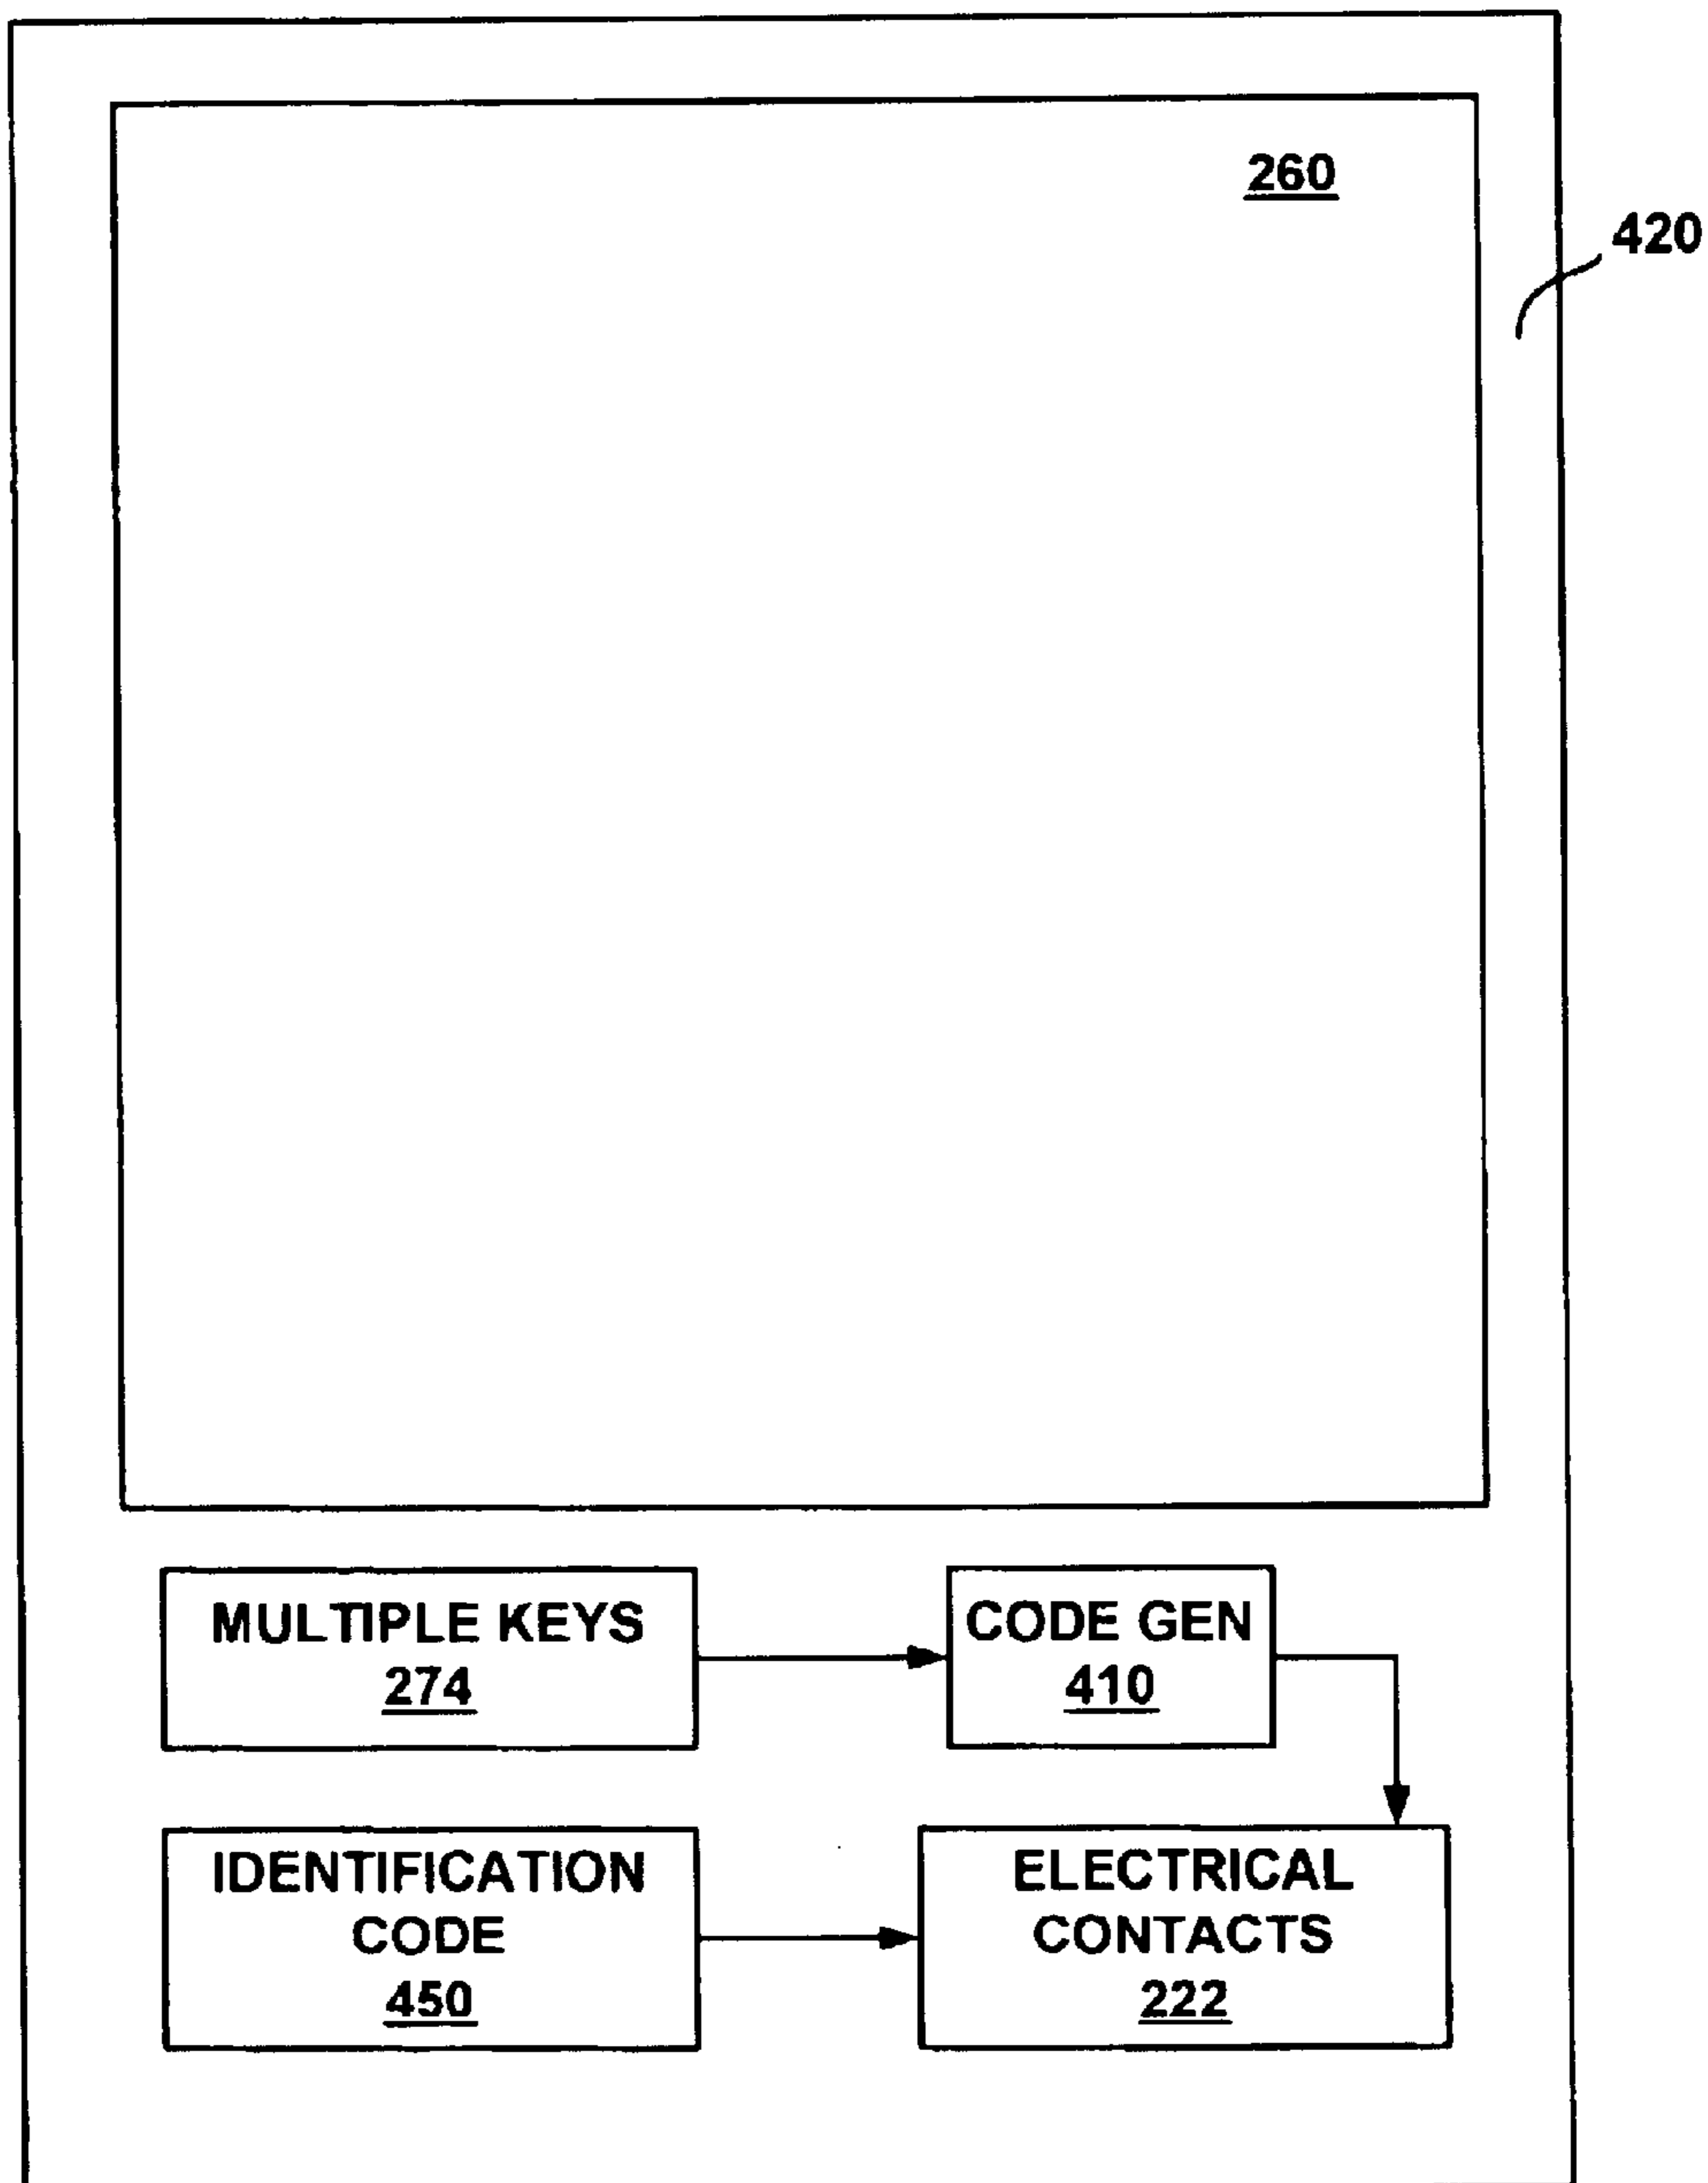 260
420
MULTIPLE KEYS
274
CODE GEN
410
IDENTIFICATION
CODE
450
ELECTRICAL
CONTACTS
222